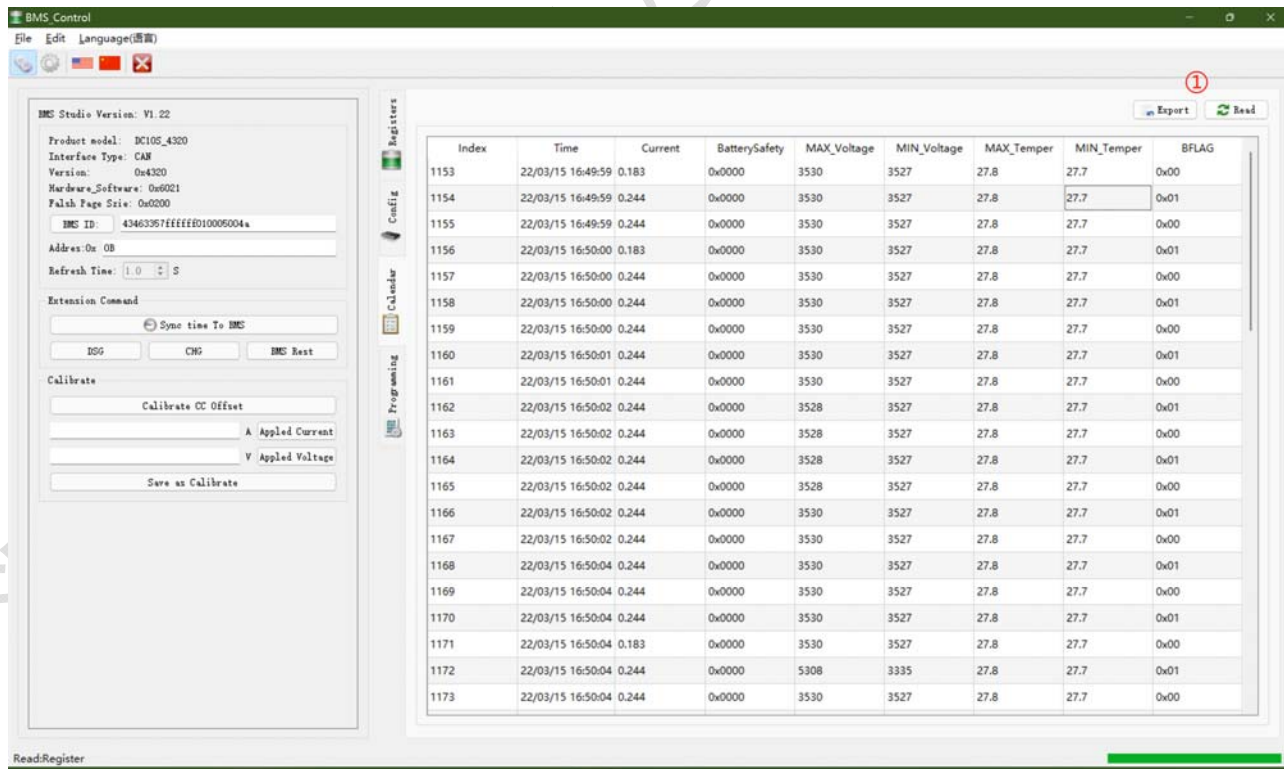 BMS_Control
File Edit Language(语言)
①
BMS Studio Version: V1.22
Product model: DC10S_4320
Interface Type: CAN
Version: 0x4320
Hardware_Software: 0x6021
Falsh Page Srie: 0x0200
BMS ID: 43463357ffffff010005004a
Addres:0x 0B
Refresh Time: 1.0 S
Extension Command
Sync time To BMS
DSG CHG BMS Rest
Calibrate
Calibrate CC Offset
A Appled Current
V Appled Voltage
Save as Calibrate
Registers
Config
Calendar
Programming
Export Read
Index Time Current BatterySafety MAX_Voltage MIN_Voltage MAX_Temper MIN_Temper BFLAG
1153 22/03/15 16:49:59 0.183 0x0000 3530 3527 27.8 27.7 0x00
1154 22/03/15 16:49:59 0.244 0x0000 3530 3527 27.8 27.7 0x01
1155 22/03/15 16:49:59 0.244 0x0000 3530 3527 27.8 27.7 0x00
1156 22/03/15 16:50:00 0.183 0x0000 3530 3527 27.8 27.7 0x01
1157 22/03/15 16:50:00 0.244 0x0000 3530 3527 27.8 27.7 0x00
1158 22/03/15 16:50:00 0.244 0x0000 3530 3527 27.8 27.7 0x01
1159 22/03/15 16:50:00 0.244 0x0000 3530 3527 27.8 27.7 0x00
1160 22/03/15 16:50:01 0.244 0x0000 3530 3527 27.8 27.7 0x01
1161 22/03/15 16:50:01 0.244 0x0000 3530 3527 27.8 27.7 0x00
1162 22/03/15 16:50:02 0.244 0x0000 3528 3527 27.8 27.7 0x01
1163 22/03/15 16:50:02 0.244 0x0000 3528 3527 27.8 27.7 0x00
1164 22/03/15 16:50:02 0.244 0x0000 3528 3527 27.8 27.7 0x01
1165 22/03/15 16:50:02 0.244 0x0000 3528 3527 27.8 27.7 0x00
1166 22/03/15 16:50:02 0.244 0x0000 3530 3527 27.8 27.7 0x01
1167 22/03/15 16:50:02 0.244 0x0000 3530 3527 27.8 27.7 0x00
1168 22/03/15 16:50:04 0.244 0x0000 3530 3527 27.8 27.7 0x01
1169 22/03/15 16:50:04 0.244 0x0000 3530 3527 27.8 27.7 0x00
1170 22/03/15 16:50:04 0.244 0x0000 3530 3527 27.8 27.7 0x01
1171 22/03/15 16:50:04 0.183 0x0000 3530 3527 27.8 27.7 0x00
1172 22/03/15 16:50:04 0.244 0x0000 5308 3335 27.8 27.7 0x01
1173 22/03/15 16:50:04 0.244 0x0000 3530 3527 27.8 27.7 0x00
Read:Register